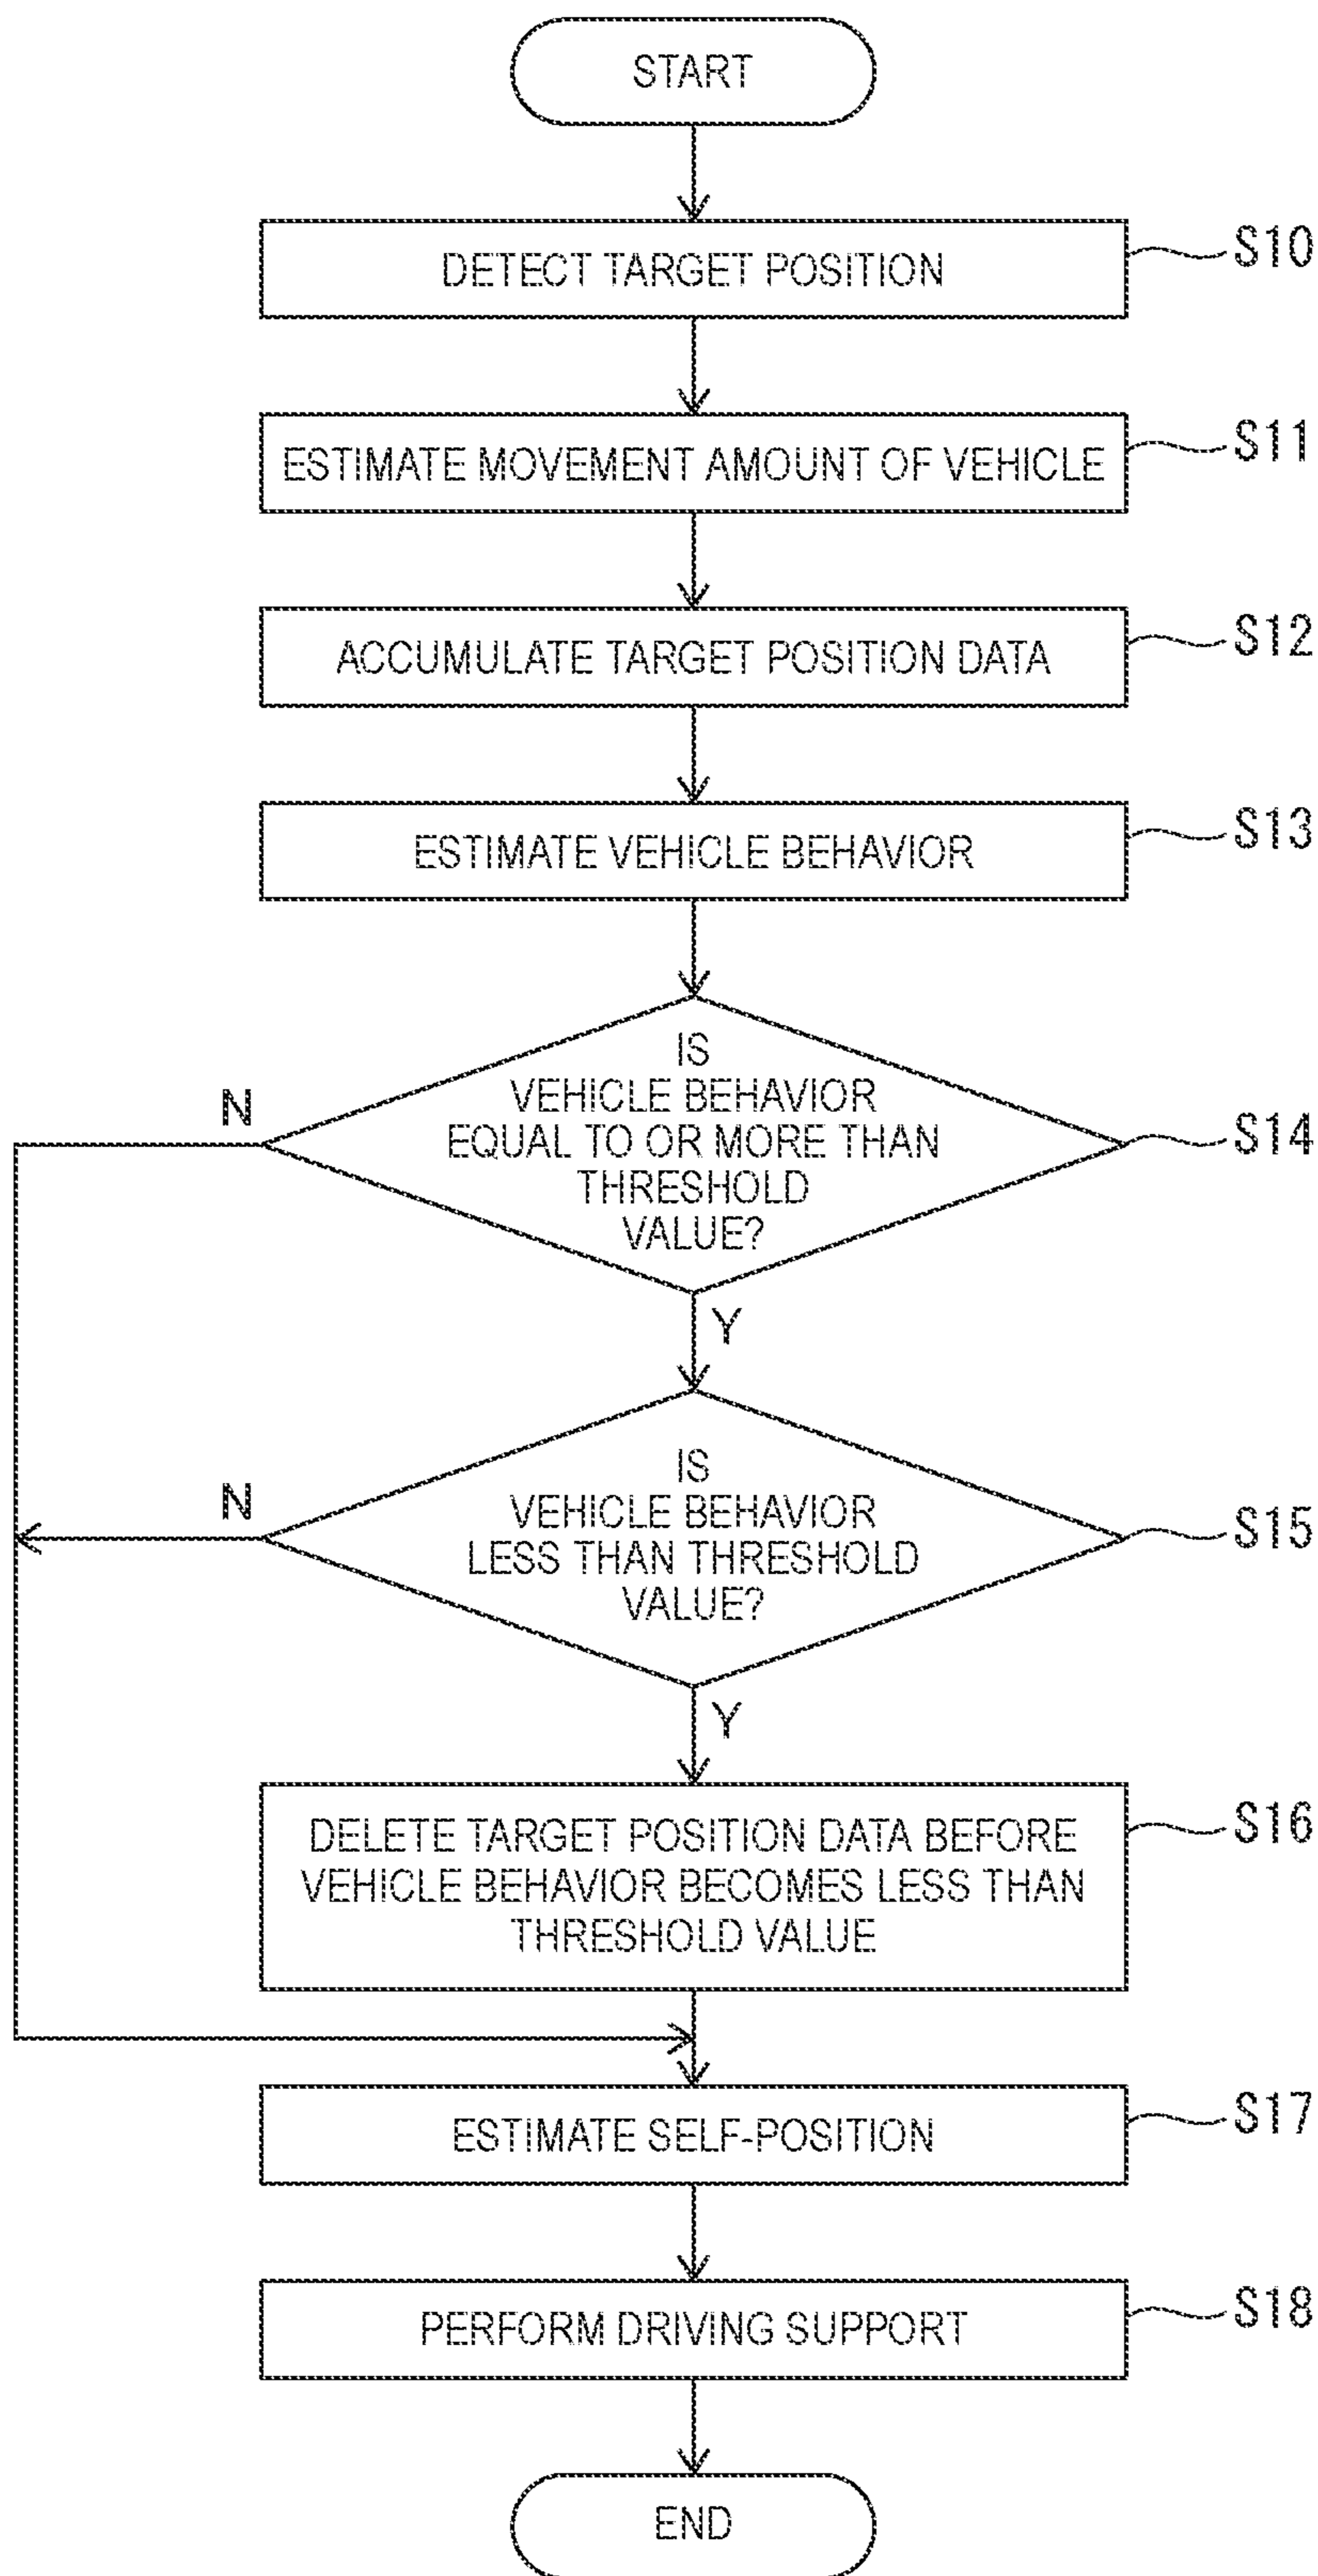 START
DETECT TARGET POSITION
S10
ESTIMATE MOVEMENT AMOUNT OF VEHICLE
S11
ACCUMULATE TARGET POSITION DATA
S12
ESTIMATE VEHICLE BEHAVIOR
S13
IS
VEHICLE BEHAVIOR
EQUAL TO OR MORE THAN
THRESHOLD
VALUE?
S14
N
Y
IS
VEHICLE BEHAVIOR
LESS THAN THRESHOLD
VALUE?
S15
N
Y
DELETE TARGET POSITION DATA BEFORE
VEHICLE BEHAVIOR BECOMES LESS THAN
THRESHOLD VALUE
S16
ESTIMATE SELF-POSITION
S17
PERFORM DRIVING SUPPORT
S18
END